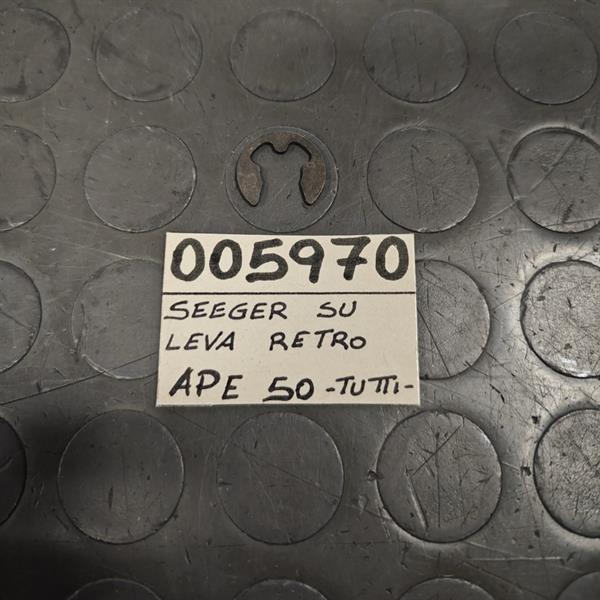 005970
SEEGER SU
LEVA RETRO
APE 50 -TUTTI-